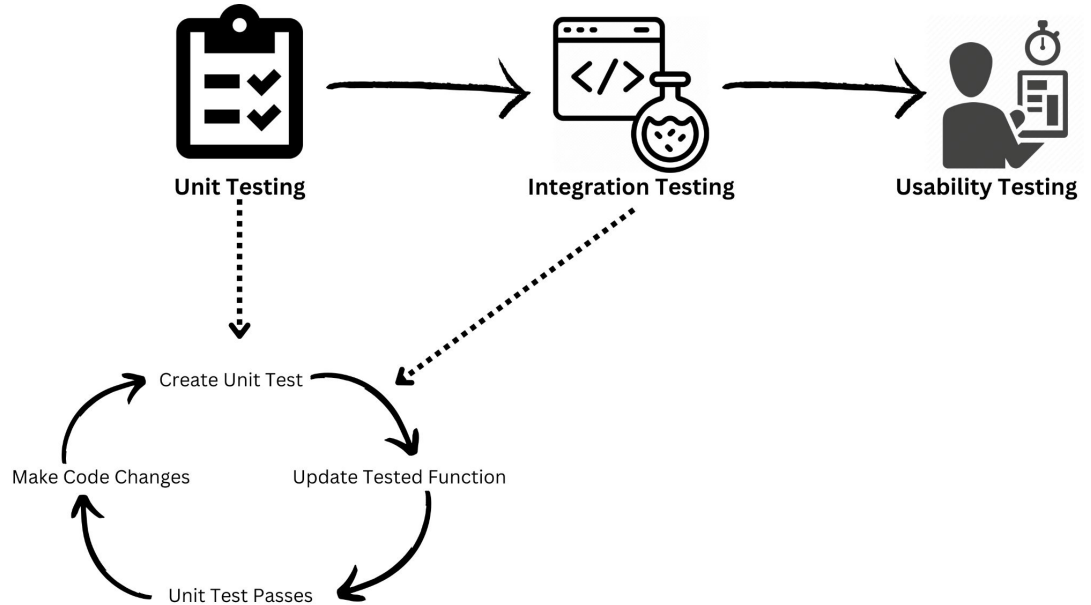 Unit Testing
Integration Testing
Usability Testing
Create Unit Test
Make Code Changes
Update Tested Function
Unit Test Passes